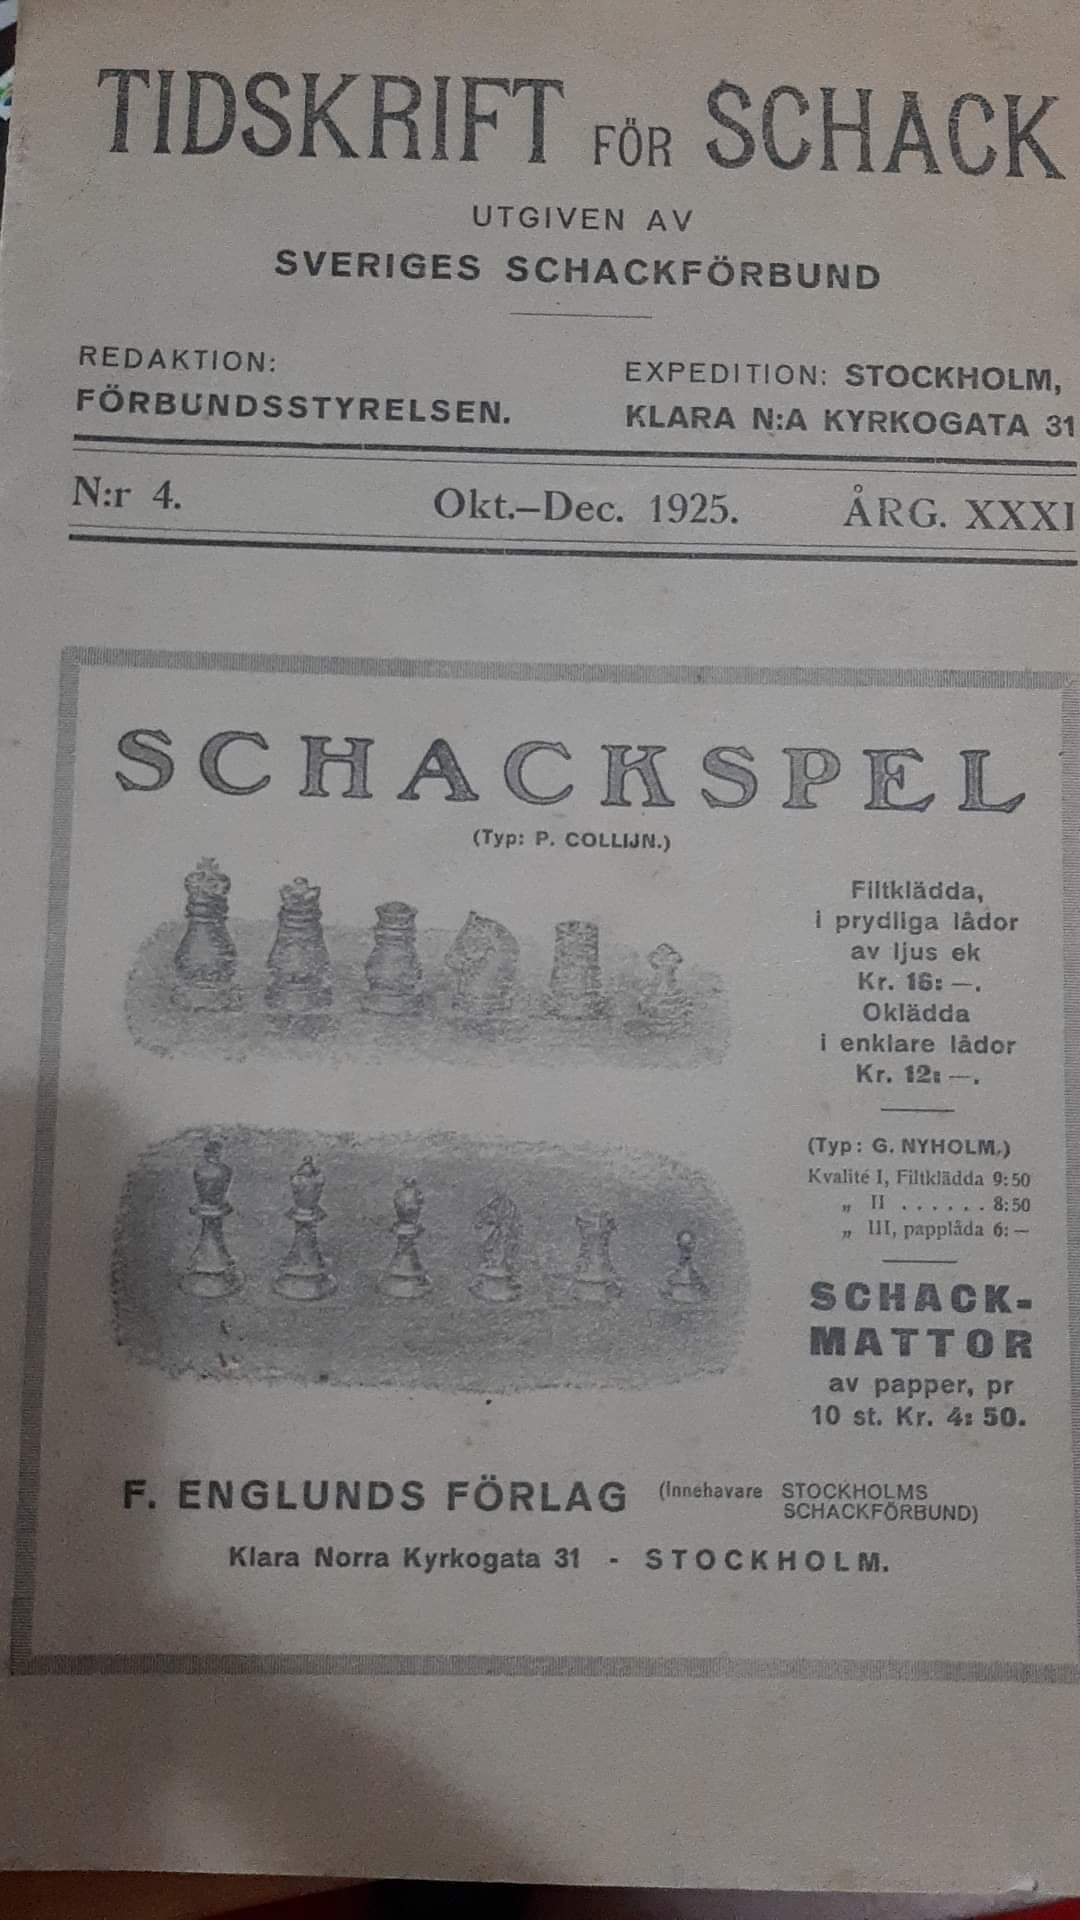 TIDSKRIFT FÖR SCHACK
UTGIVEN AV
SVERIGES SCHACKFÖRBUND
REDAKTION:
FÖRBUNDSSTYRELSEN.
EXPEDITION: STOCKHOLM,
KLARA N:A KYRKOGATA 31
N:r 4. Okt.–Dec. 1925. ÅRG. XXXI
SCHACKSPEL
(Typ: P. COLLIJN.)
Filtklädda,
i prydliga lådor
av ljus ek
Kr. 16: —.
Oklädda
i enklare lådor
Kr. 12: —.
(Typ: G. NYHOLM.)
Kvalité I, Filtklädda 9:50
„ II . . . . . . 8:50
„ III, papplåda 6: —
SCHACK-
MATTOR
av papper, pr
10 st. Kr. 4: 50.
F. ENGLUNDS FÖRLAG (Innehavare STOCKHOLMS
SCHACKFÖRBUND)
Klara Norra Kyrkogata 31 - STOCKHOLM.